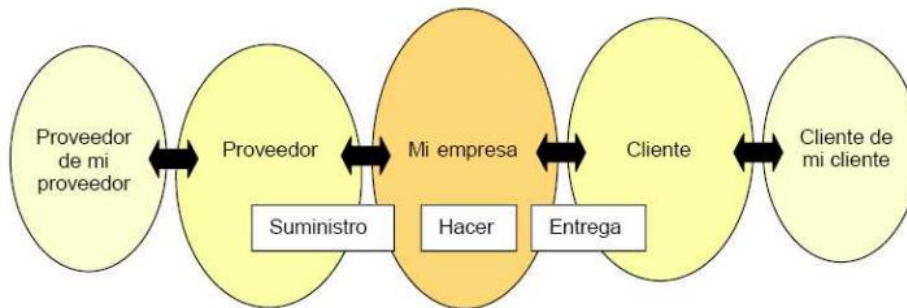 Proveedor
de mi
proveedor
Proveedor
Mi empresa
Cliente
Cliente de
mi cliente
Suministro
Hacer
Entrega